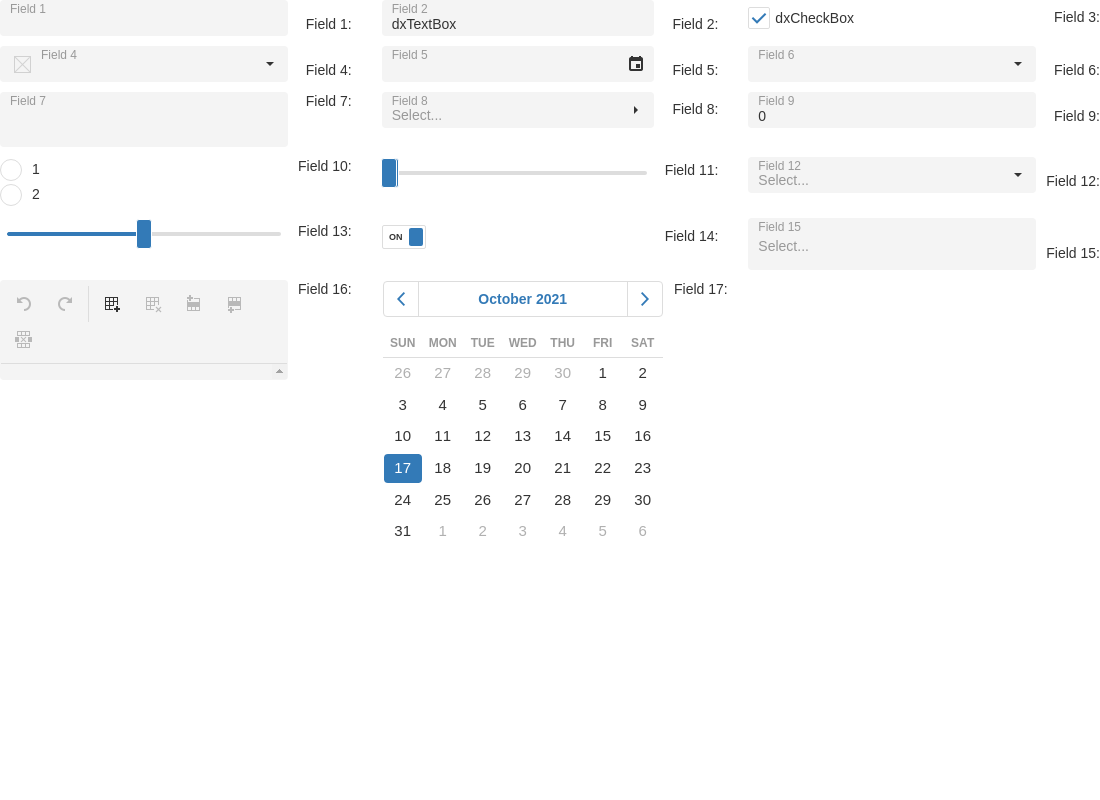 Field 1
Field 1:
Field 2
dxTextBox
Field 2:
dxCheckBox
Field 3:
Field 4
Field 4:
Field 5
Field 5:
Field 6
Field 6:
Field 7
Field 7:
Field 8
Select...
Field 8:
Field 9
0
Field 9:
1
2
Field 10:
Field 11:
Field 12
Select...
Field 12:
Field 13:
ON
Field 14:
Field 15
Select...
Field 15:
Field 16:
October 2021
Field 17:
SUN MON TUE WED THU FRI SAT
26 27 28 29 30 1 2
3 4 5 6 7 8 9
10 11 12 13 14 15 16
17 18 19 20 21 22 23
24 25 26 27 28 29 30
31 1 2 3 4 5 6